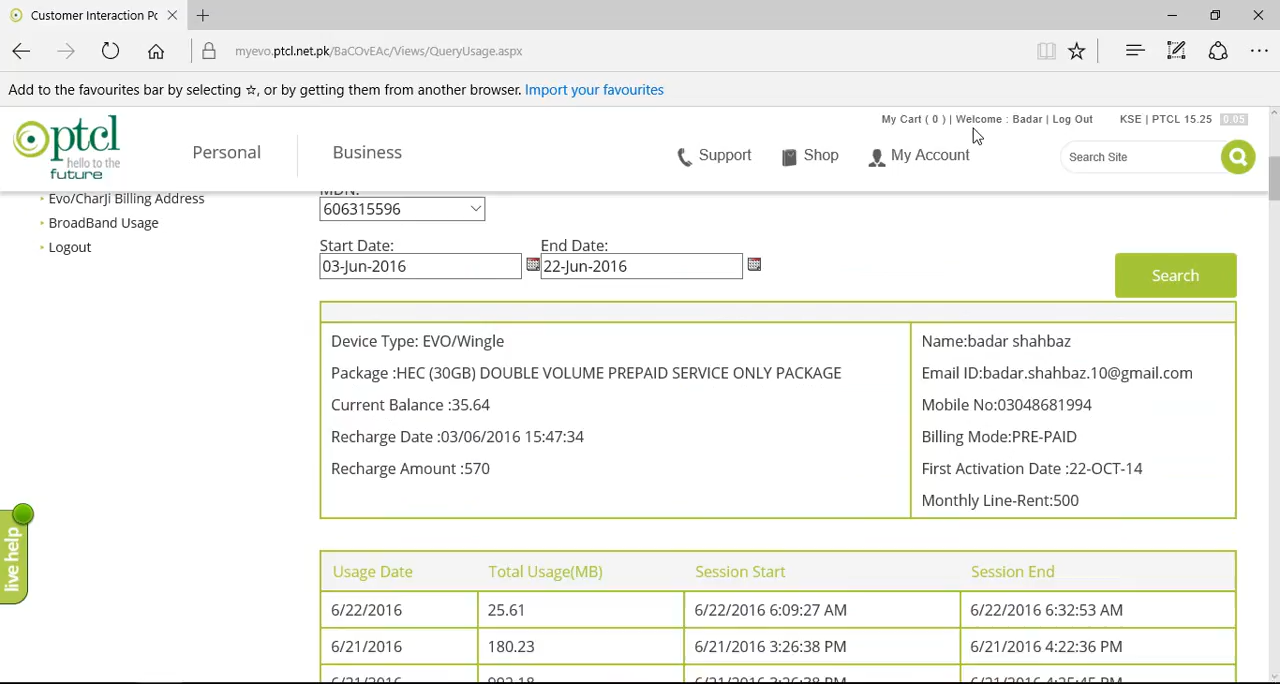 Customer Interaction Po
myevo.ptcl.net.pk/BaCOvEAc/Views/QueryUsage.aspx
Add to the favourites bar by selecting ☆, or by getting them from another browser. Import your favourites
My Cart ( 0 ) | Welcome : Badar | Log Out KSE | PTCL 15.25 0.05
ptcl
hello to the
future
Personal
Business
Support
Shop
My Account
Search Site
Evo/CharJi Billing Address
BroadBand Usage
Logout
MDN:
606315596
Start Date: End Date:
03-Jun-2016 22-Jun-2016
Search
Device Type: EVO/Wingle
Package :HEC (30GB) DOUBLE VOLUME PREPAID SERVICE ONLY PACKAGE
Current Balance :35.64
Recharge Date :03/06/2016 15:47:34
Recharge Amount :570
Name:badar shahbaz
Email ID:badar.shahbaz.10@gmail.com
Mobile No:03048681994
Billing Mode:PRE-PAID
First Activation Date :22-OCT-14
Monthly Line-Rent:500
live help
Usage Date Total Usage(MB) Session Start Session End
6/22/2016 25.61 6/22/2016 6:09:27 AM 6/22/2016 6:32:53 AM
6/21/2016 180.23 6/21/2016 3:26:38 PM 6/21/2016 4:22:36 PM